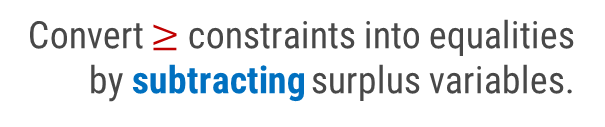 Convert ≥ constraints into equalities
by subtracting surplus variables.